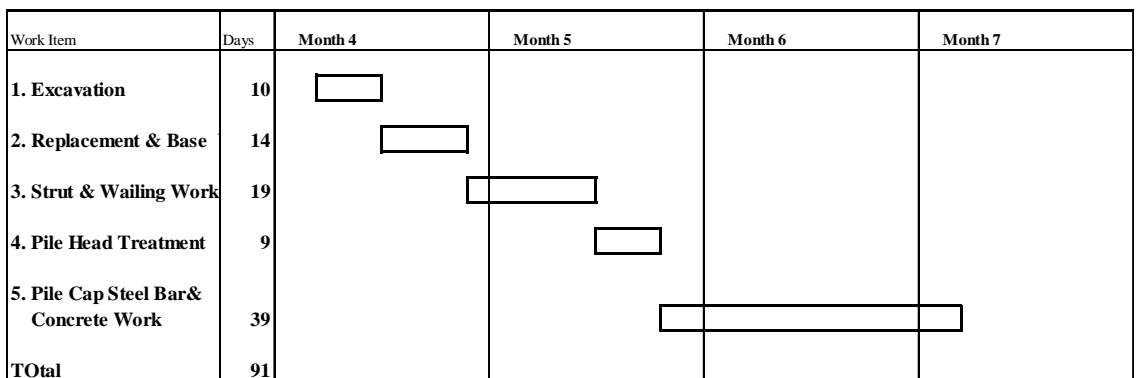 Work Item Days Month 4 Month 5 Month 6 Month 7
1. Excavation 10
2. Replacement & Base 14
3. Strut & Wailing Work 19
4. Pile Head Treatment 9
5. Pile Cap Steel Bar&
Concrete Work 39
TOtal 91